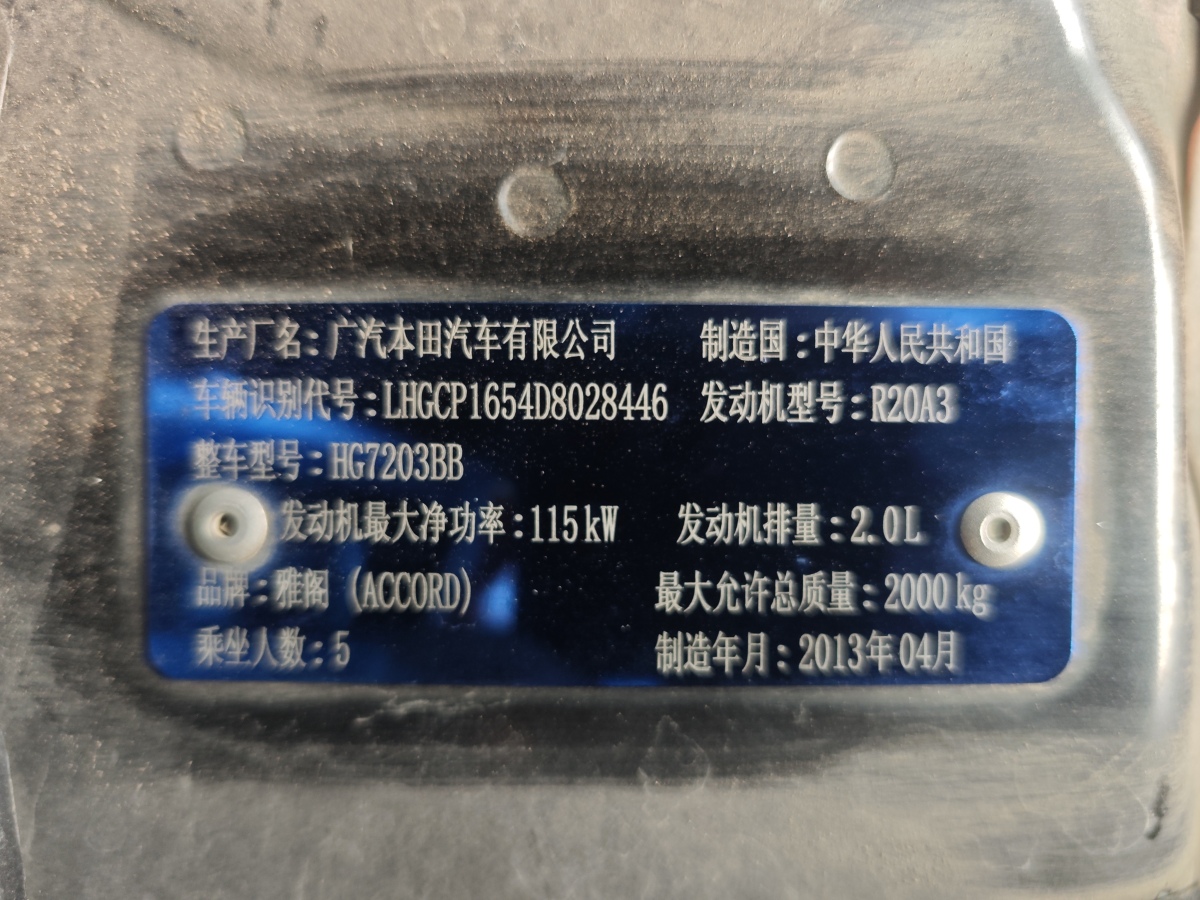 生产厂名：广汽本田汽车有限公司 制造国：中华人民共和国
车辆识别代号：LHGCP1654D8028446 发动机型号：R20A3
整车型号：HG7203BB
发动机最大净功率：115kW 发动机排量：2.0L
品牌：雅阁（ACCORD） 最大允许总质量：2000kg
乘坐人数：5 制造年月：2013年04月